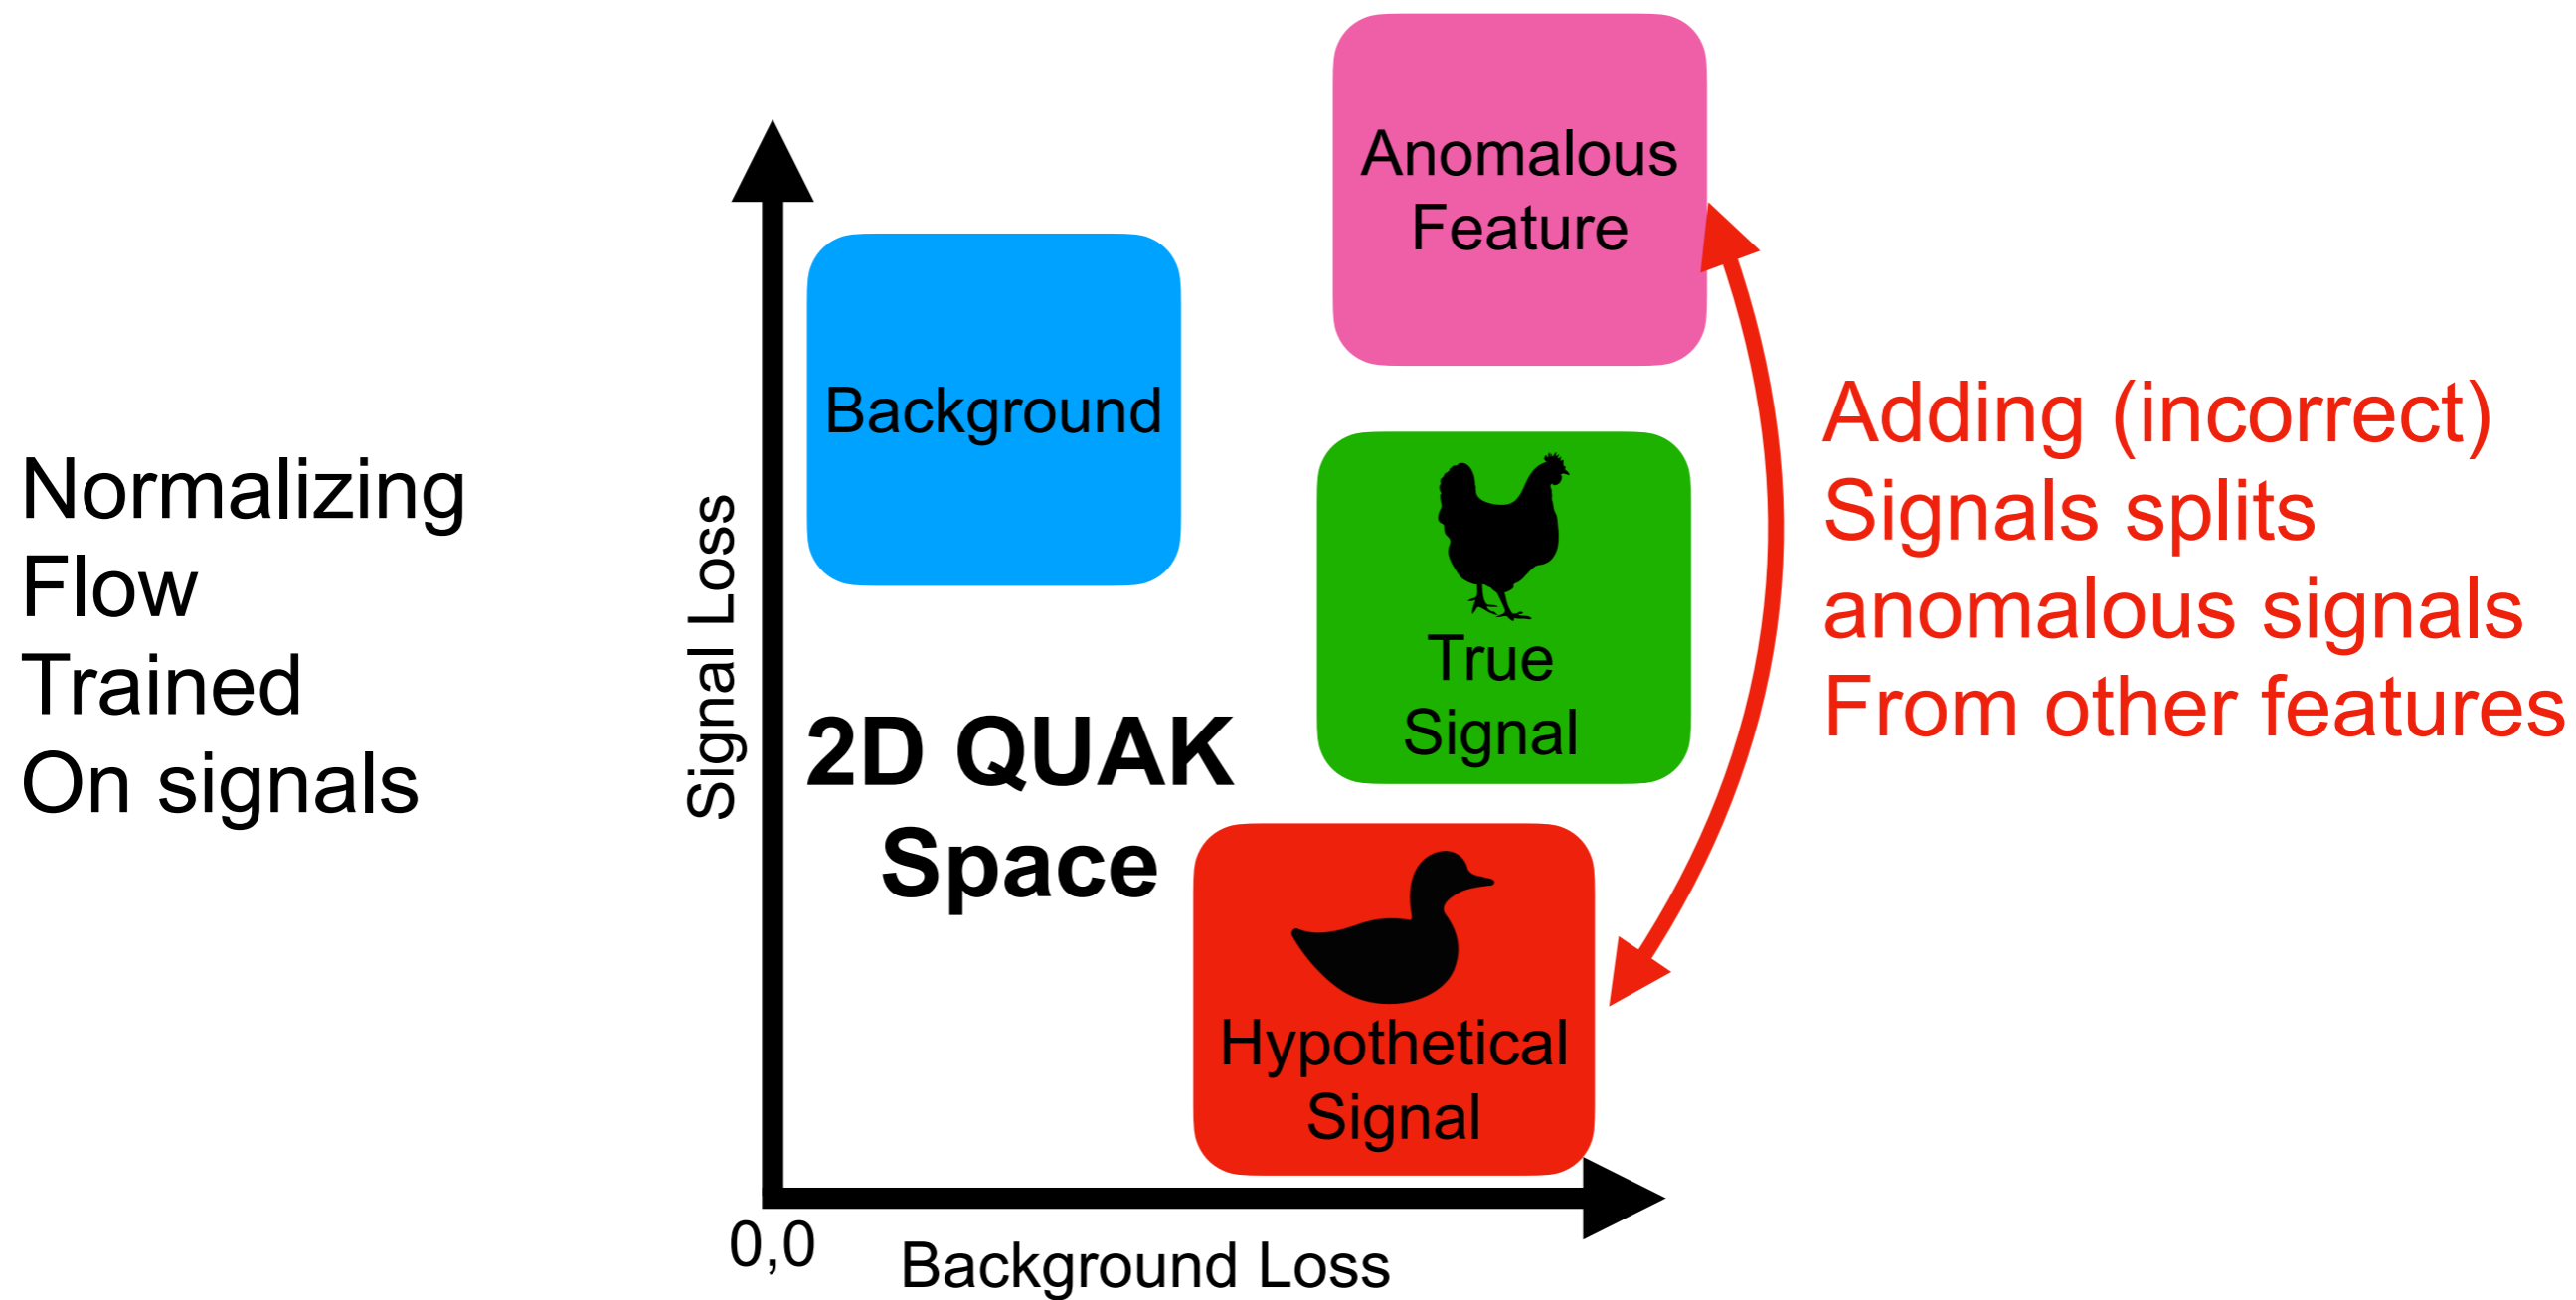 Normalizing
Flow
Trained
On signals
Signal Loss
Background
Anomalous
Feature
True
Signal
2D QUAK
Space
Hypothetical
Signal
0,0
Background Loss
Adding (incorrect)
Signals splits
anomalous signals
From other features